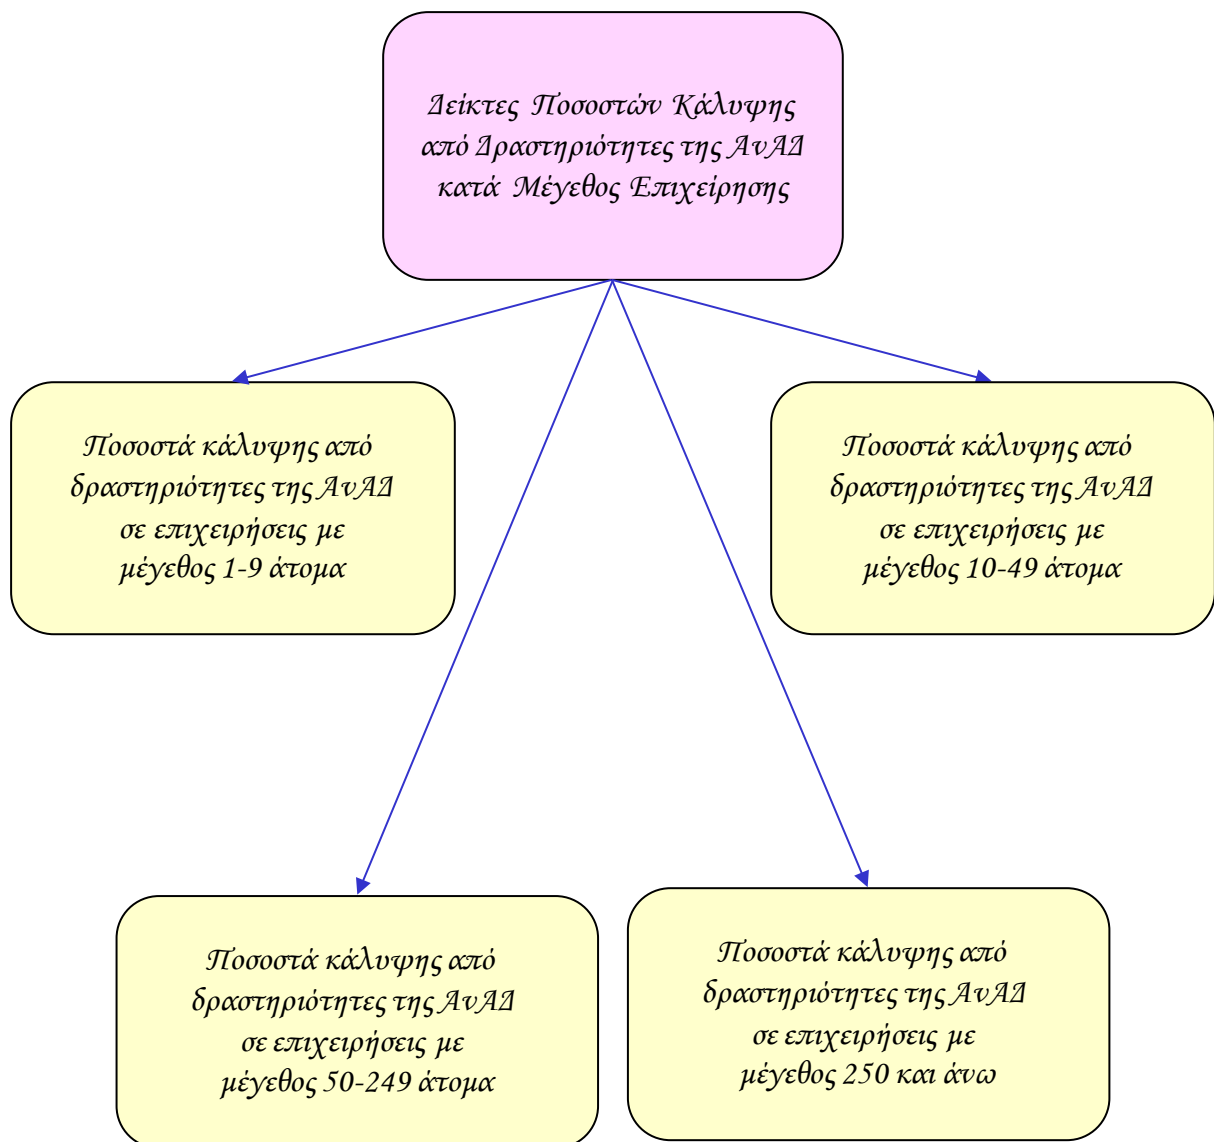 Δείκτες Ποσοστών Κάλυψης
από Δραστηριότητες της ΑνΑΔ
κατά Μέγεθος Επιχείρησης
Ποσοστά κάλυψης από
δραστηριότητες της ΑνΑΔ
σε επιχειρήσεις με
μέγεθος 1-9 άτομα
Ποσοστά κάλυψης από
δραστηριότητες της ΑνΑΔ
σε επιχειρήσεις με
μέγεθος 10-49 άτομα
Ποσοστά κάλυψης από
δραστηριότητες της ΑνΑΔ
σε επιχειρήσεις με
μέγεθος 50-249 άτομα
Ποσοστά κάλυψης από
δραστηριότητες της ΑνΑΔ
σε επιχειρήσεις με
μέγεθος 250 και άνω